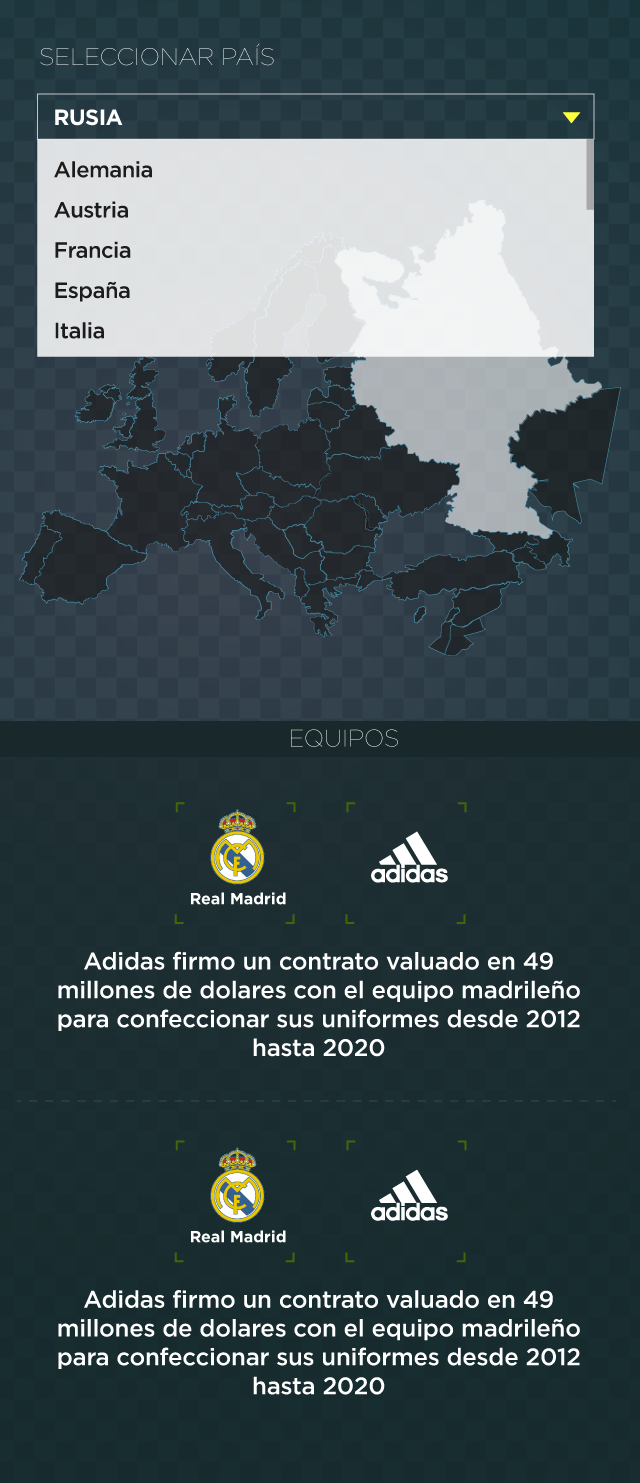 SELECCIONAR PAÍS
RUSIA
Alemania
Austria
Francia
España
Italia
EQUIPOS
Real Madrid
adidas
Adidas firmo un contrato valuado en 49
millones de dolares con el equipo madrileño
para confeccionar sus uniformes desde 2012
hasta 2020
Real Madrid
adidas
Adidas firmo un contrato valuado en 49
millones de dolares con el equipo madrileño
para confeccionar sus uniformes desde 2012
hasta 2020